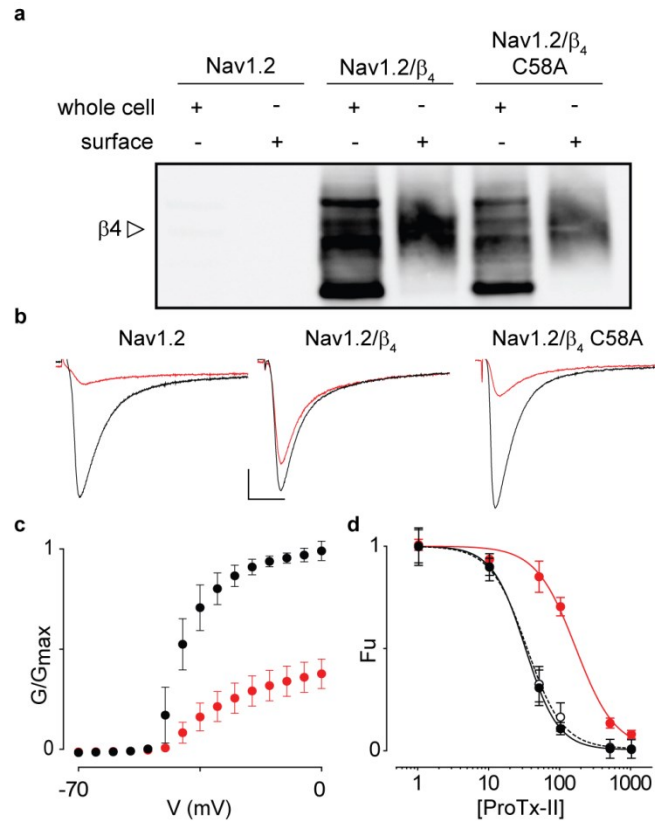 a
Nav1.2 Nav1.2/β4 Nav1.2/β4 C58A
whole cell + - + - + -
surface - + - + - +
β4 ▷
b
Nav1.2 Nav1.2/β4 Nav1.2/β4 C58A
c
G/Gmax
1
0
-70 0
V (mV)
d
Fu
1
0
1 10 100 1000
[ProTx-II]